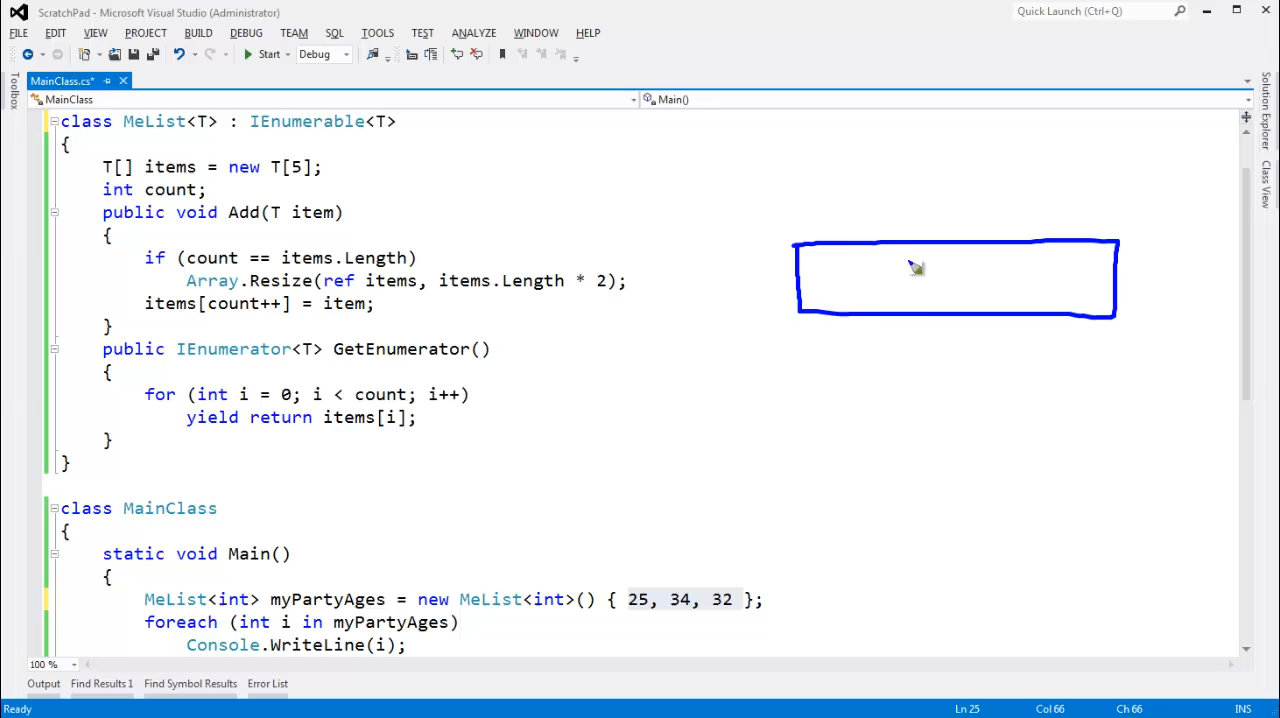 ScratchPad - Microsoft Visual Studio (Administrator)
Quick Launch (Ctrl+Q)
FILE EDIT VIEW PROJECT BUILD DEBUG TEAM SQL TOOLS TEST ANALYZE WINDOW HELP
Start Debug
Toolbox
MainClass.cs*
MainClass
Main()
Solution Explorer
Class View
class MeList<T> : IEnumerable<T>
{
T[] items = new T[5];
int count;
public void Add(T item)
{
if (count == items.Length)
Array.Resize(ref items, items.Length * 2);
items[count++] = item;
}
public IEnumerator<T> GetEnumerator()
{
for (int i = 0; i < count; i++)
yield return items[i];
}
}
class MainClass
{
static void Main()
{
MeList<int> myPartyAges = new MeList<int>() { 25, 34, 32 };
foreach (int i in myPartyAges)
Console.WriteLine(i);
100 %
Output Find Results 1 Find Symbol Results Error List
Ready Ln 25 Col 66 Ch 66 INS